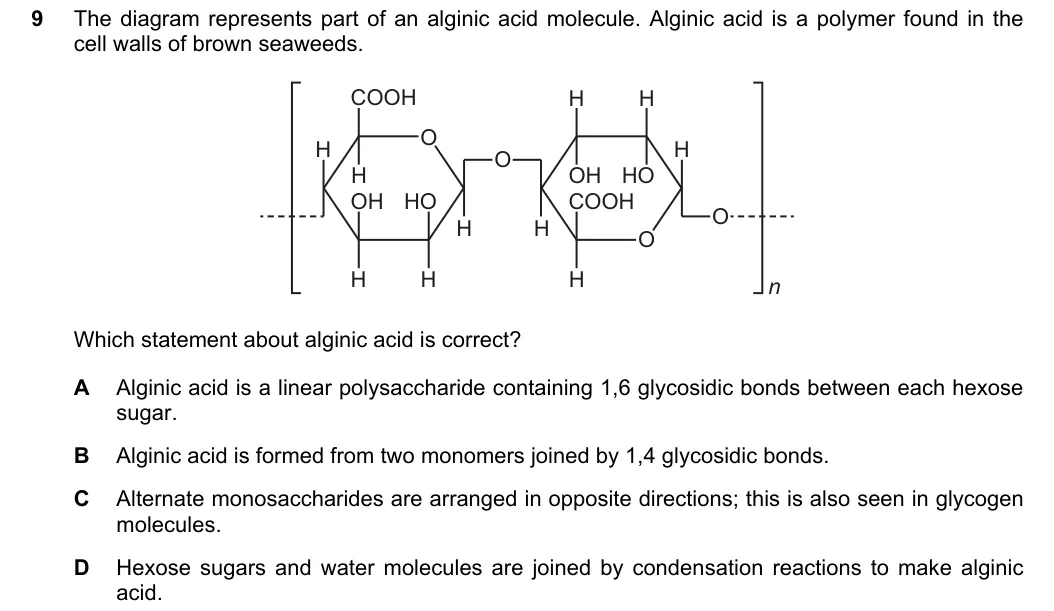 9 The diagram represents part of an alginic acid molecule. Alginic acid is a polymer found in the
cell walls of brown seaweeds.
COOH H H
O
H O H
H OH HO
OH HO COOH
H H O
O
H H H
n
Which statement about alginic acid is correct?
A Alginic acid is a linear polysaccharide containing 1,6 glycosidic bonds between each hexose
sugar.
B Alginic acid is formed from two monomers joined by 1,4 glycosidic bonds.
C Alternate monosaccharides are arranged in opposite directions; this is also seen in glycogen
molecules.
D Hexose sugars and water molecules are joined by condensation reactions to make alginic
acid.